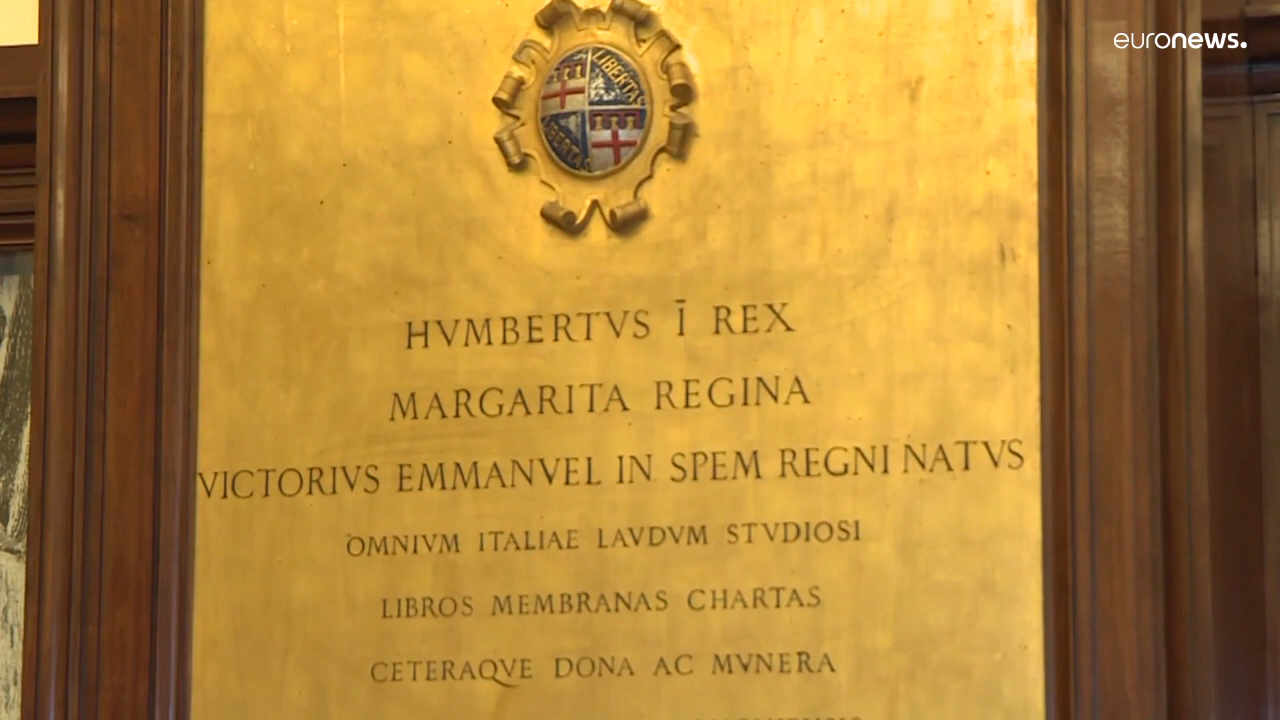 euronews.
LIBERTAS
LIBERTAS
HVMBERTVS Ī REX
MARGARITA REGINA
VICTORIVS EMMANVEL IN SPEM REGNI NATVS
OMNIVM ITALIAE LAVDVM STVDIOSI
LIBROS MEMBRANAS CHARTAS
CETERAQVE DONA AC MVNERA